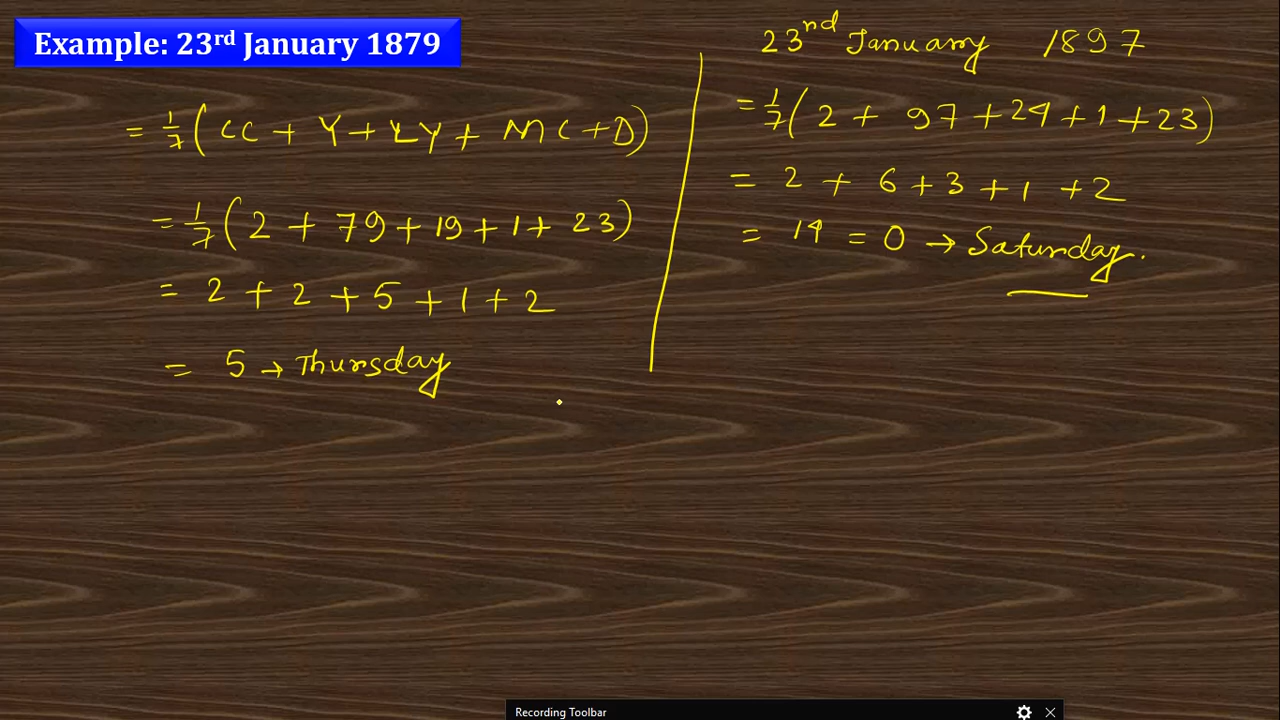 Example: 23rd January 1879
= 1/7 (CC + Y + LY + MC + D)
= 1/7 (2 + 79 + 19 + 1 + 23)
= 2 + 2 + 5 + 1 + 2
= 5 → Thursday
23nd January 1897
= 1/7 (2 + 97 + 24 + 1 + 23)
= 2 + 6 + 3 + 1 + 2
= 14 = 0 → Saturday.
Recording Toolbar